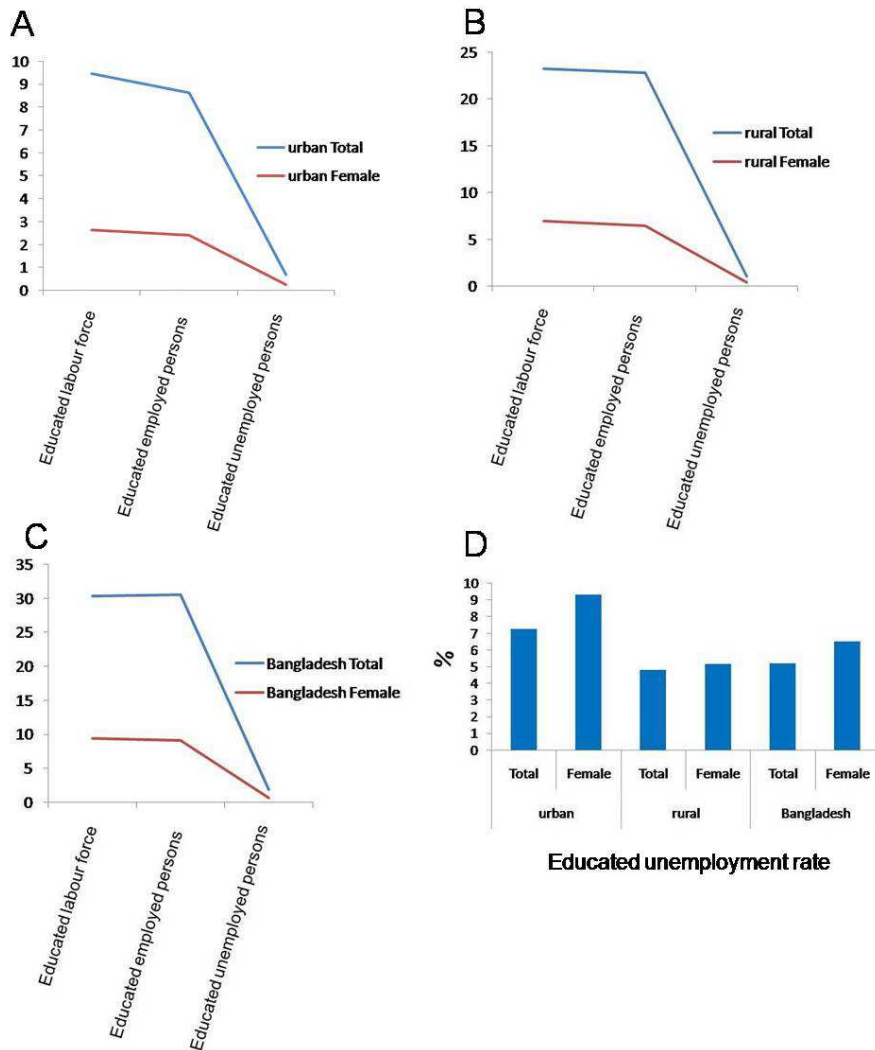 A
10
9
8
7
6
5
4
3
2
1
0
urban Total
urban Female
Educated labour force
Educated employed persons
Educated unemployed persons
B
25
20
15
10
5
0
rural Total
rural Female
Educated labour force
Educated employed persons
Educated unemployed persons
C
35
30
25
20
15
10
5
0
Bangladesh Total
Bangladesh Female
Educated labour force
Educated employed persons
Educated unemployed persons
D
%
10
9
8
7
6
5
4
3
2
1
0
Total Female Total Female Total Female
urban rural Bangladesh
Educated unemployment rate